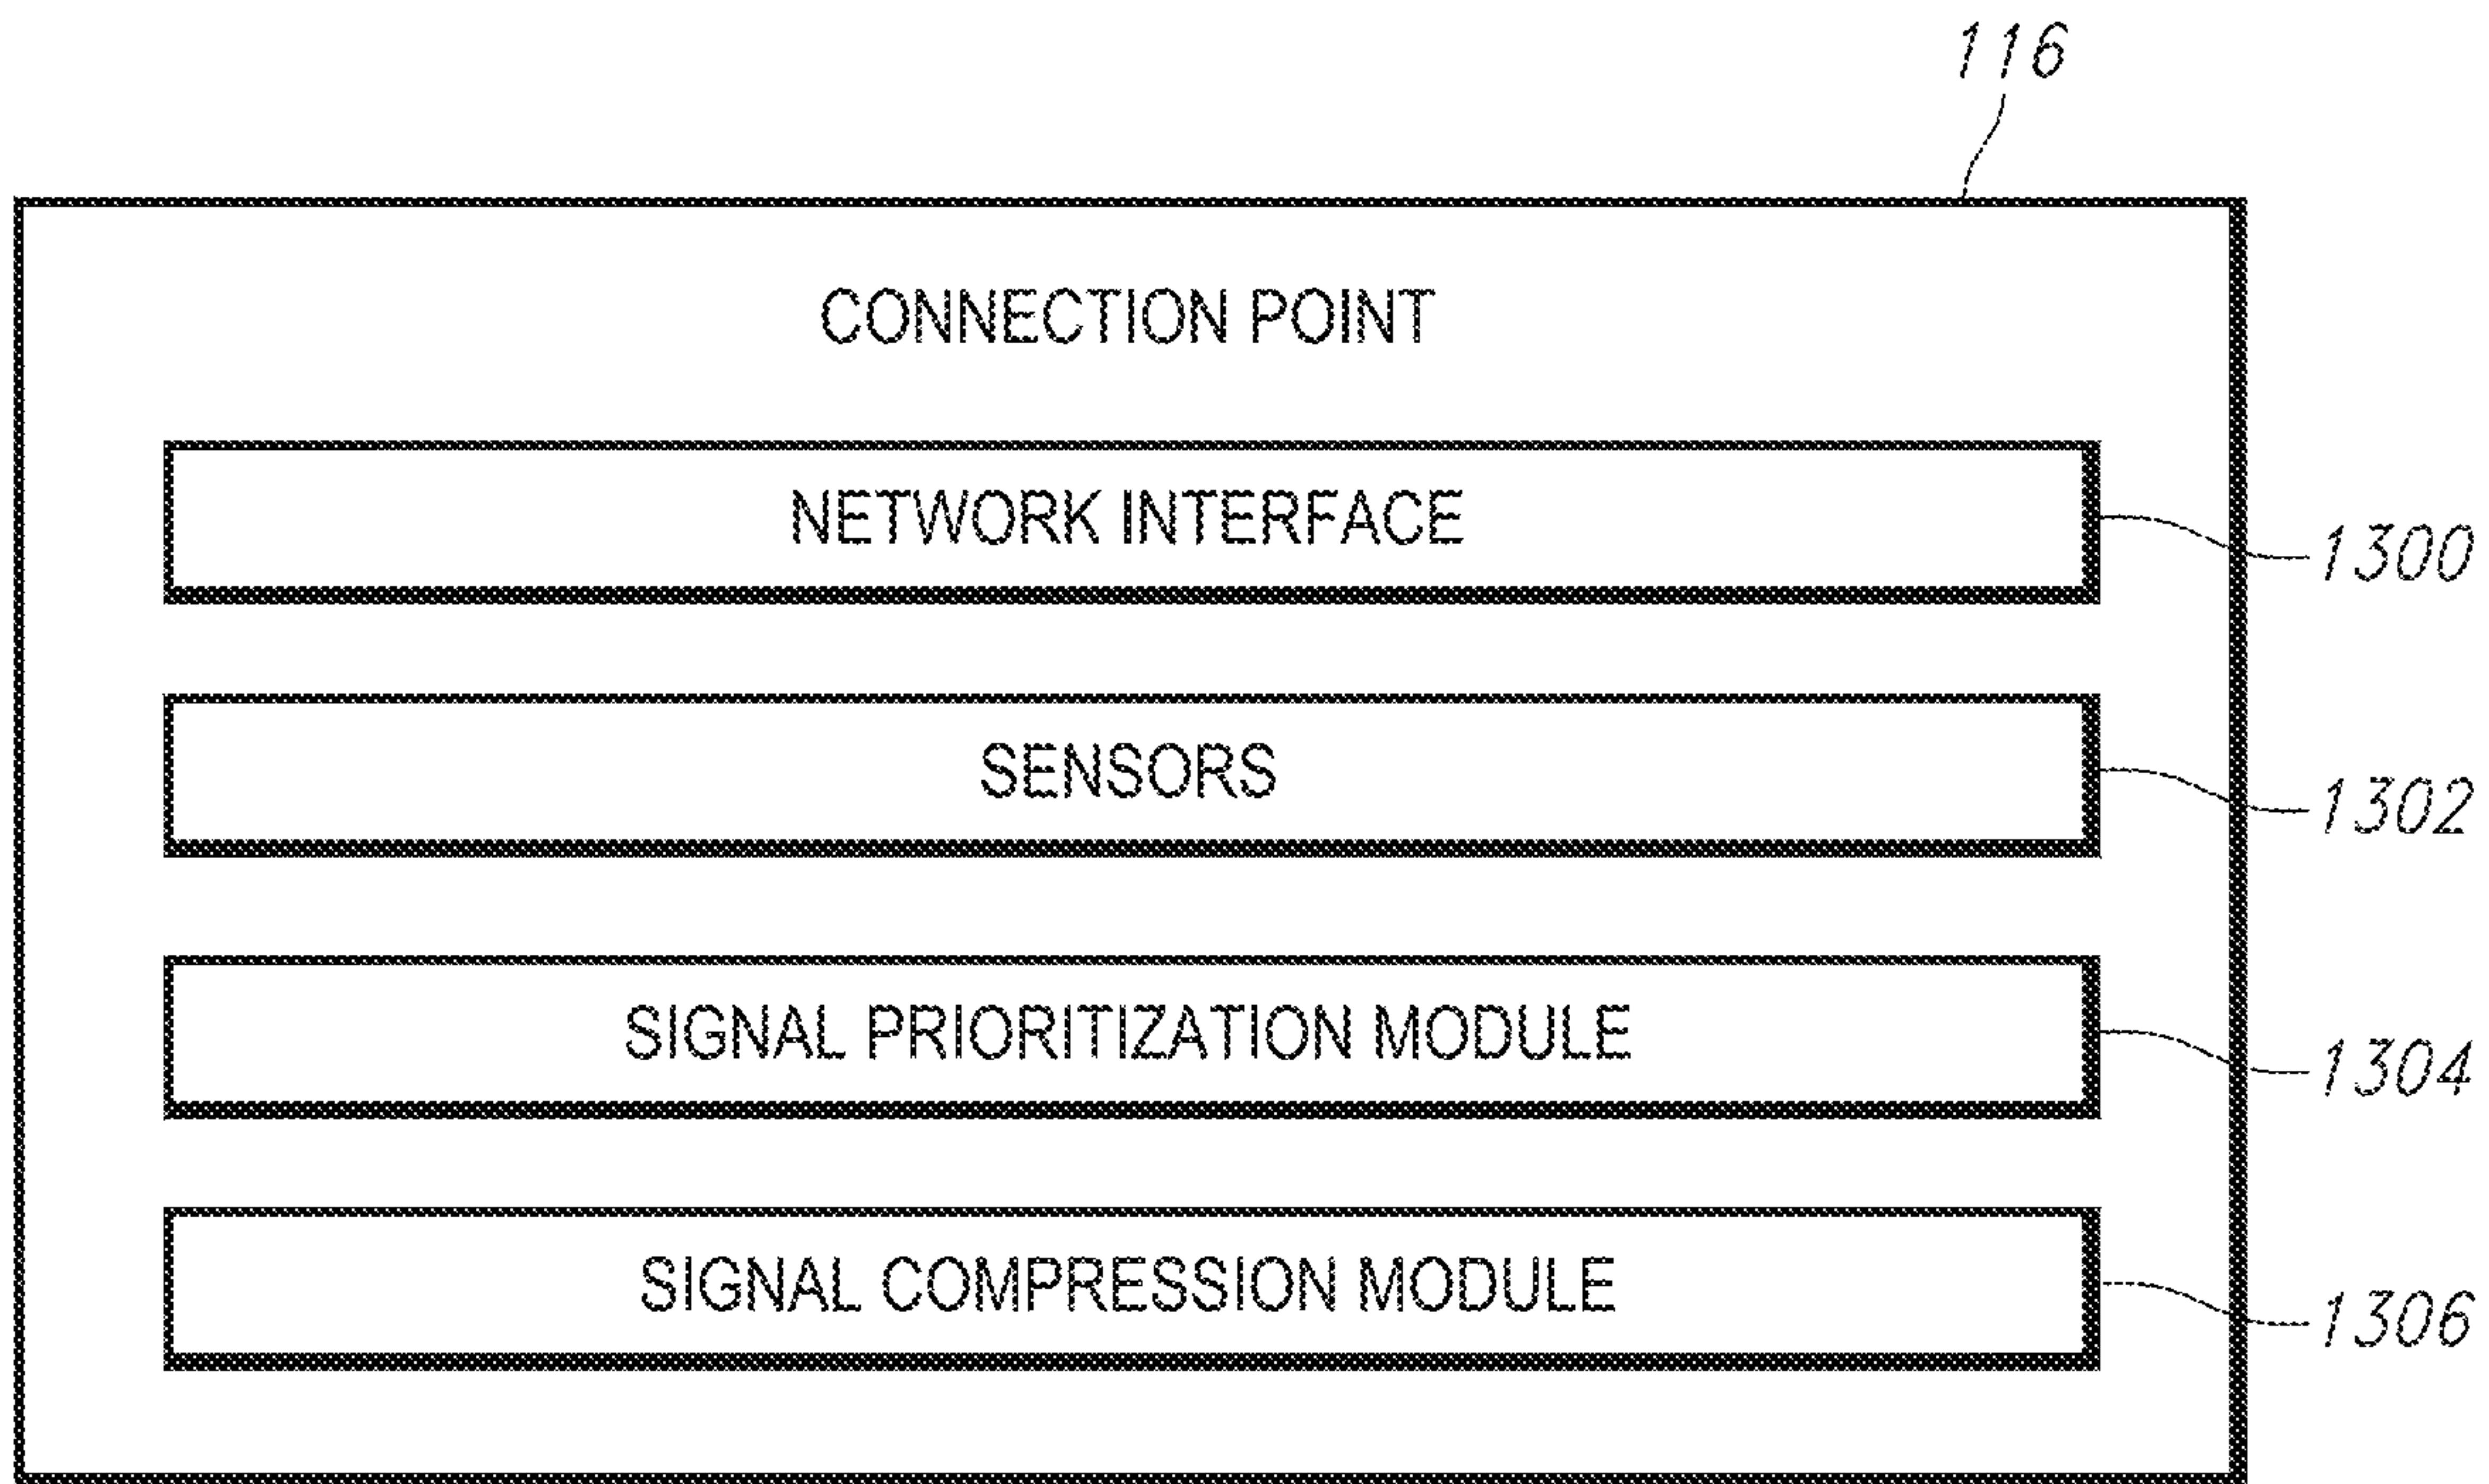 116
CONNECTION POINT
NETWORK INTERFACE
1300
SENSORS
1302
SIGNAL PRIORITIZATION MODULE
1304
SIGNAL COMPRESSION MODULE
1306